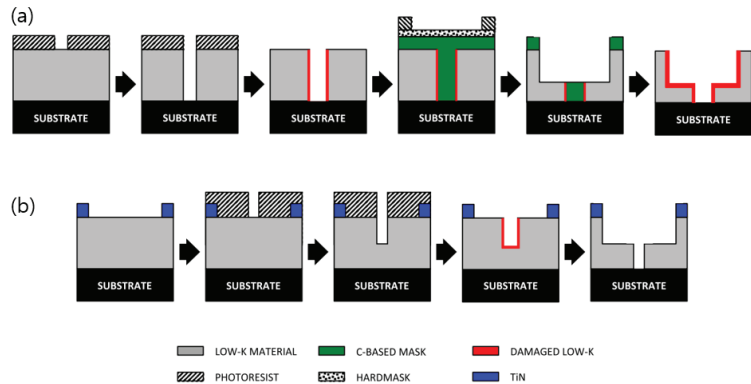 (a)
SUBSTRATE SUBSTRATE SUBSTRATE SUBSTRATE SUBSTRATE SUBSTRATE
(b)
SUBSTRATE SUBSTRATE SUBSTRATE SUBSTRATE SUBSTRATE
LOW-K MATERIAL C-BASED MASK DAMAGED LOW-K
PHOTORESIST HARDMASK TiN